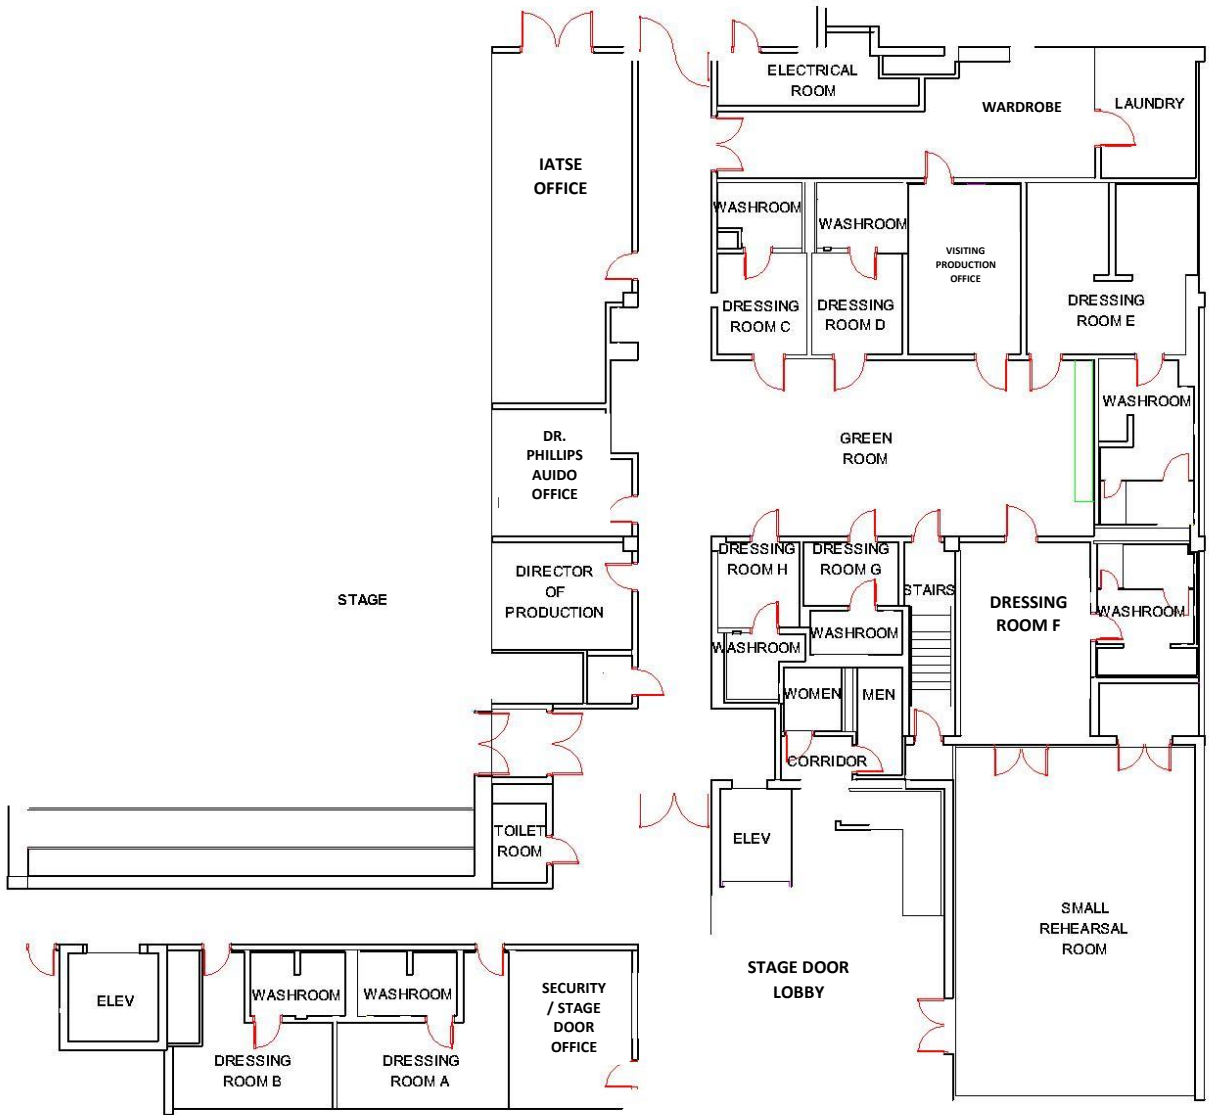 ELECTRICAL
ROOM
WARDROBE
LAUNDRY
IATSE
OFFICE
WASHROOM
WASHROOM
VISITING
PRODUCTION
OFFICE
DRESSING
ROOM C
DRESSING
ROOM D
DRESSING
ROOM E
WASHROOM
GREEN
ROOM
DR.
PHILLIPS
AUIDO
OFFICE
DRESSING
ROOM H
DRESSING
ROOM G
STAIRS
DIRECTOR
OF
PRODUCTION
STAGE
DRESSING
ROOM F
WASHROOM
WASHROOM
WASHROOM
WOMEN
MEN
CORRIDOR
TOILET
ROOM
ELEV
SMALL
REHEARSAL
ROOM
STAGE DOOR
LOBBY
ELEV
WASHROOM
WASHROOM
SECURITY
/ STAGE
DOOR
OFFICE
DRESSING
ROOM B
DRESSING
ROOM A